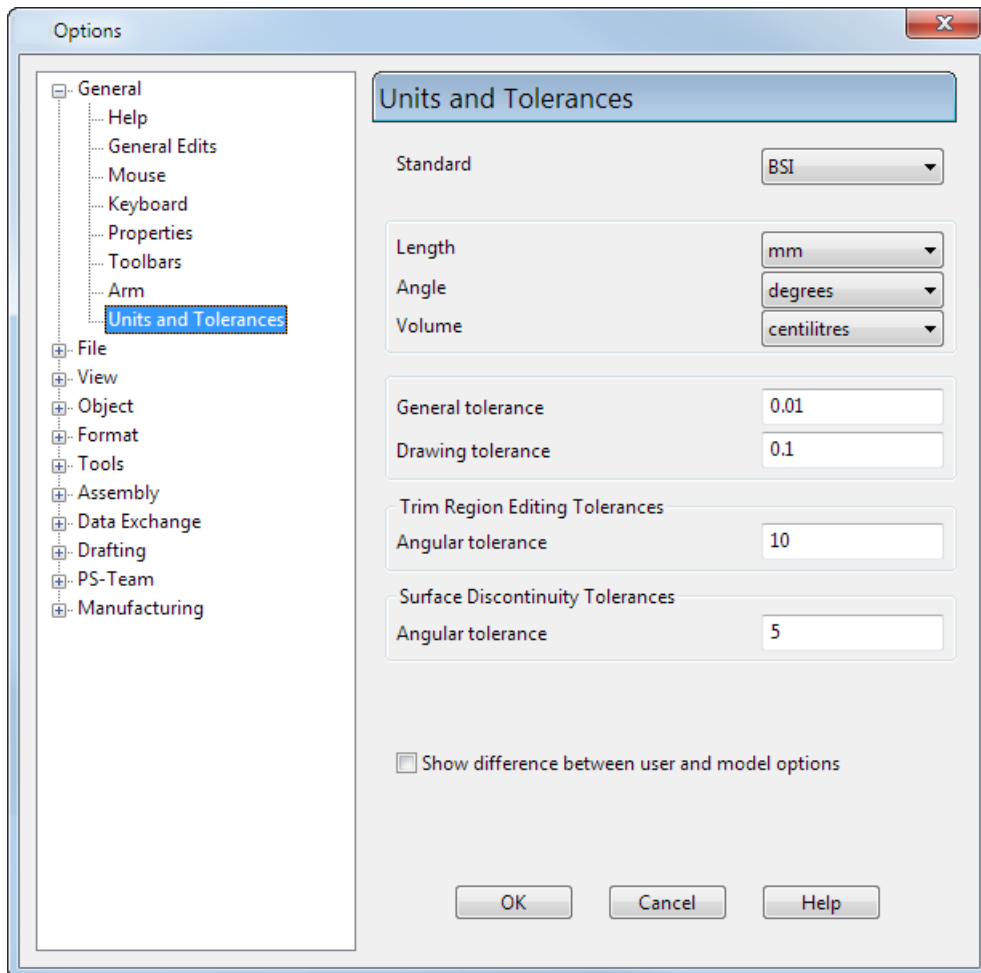 Options
General
Help
General Edits
Mouse
Keyboard
Properties
Toolbars
Arm
Units and Tolerances
File
View
Object
Format
Tools
Assembly
Data Exchange
Drafting
PS-Team
Manufacturing
Units and Tolerances
Standard BSI
Length mm
Angle degrees
Volume centilitres
General tolerance 0.01
Drawing tolerance 0.1
Trim Region Editing Tolerances
Angular tolerance 10
Surface Discontinuity Tolerances
Angular tolerance 5
Show difference between user and model options
OK Cancel Help